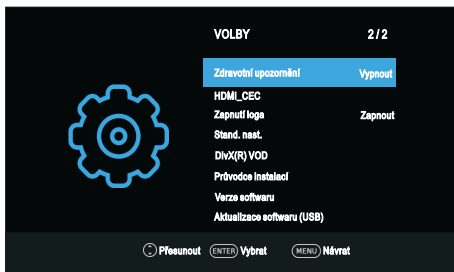 VOLBY 2/2
Zdravotní upozornění Vypnout
HDMI_CEC
Zapnutí loga Zapnout
Stand. nast.
DivX(R) VOD
Průvodce instalací
Verze softwaru
Aktualizace softwaru (USB)
Přesunout ENTER Vybrat MENU Návrat